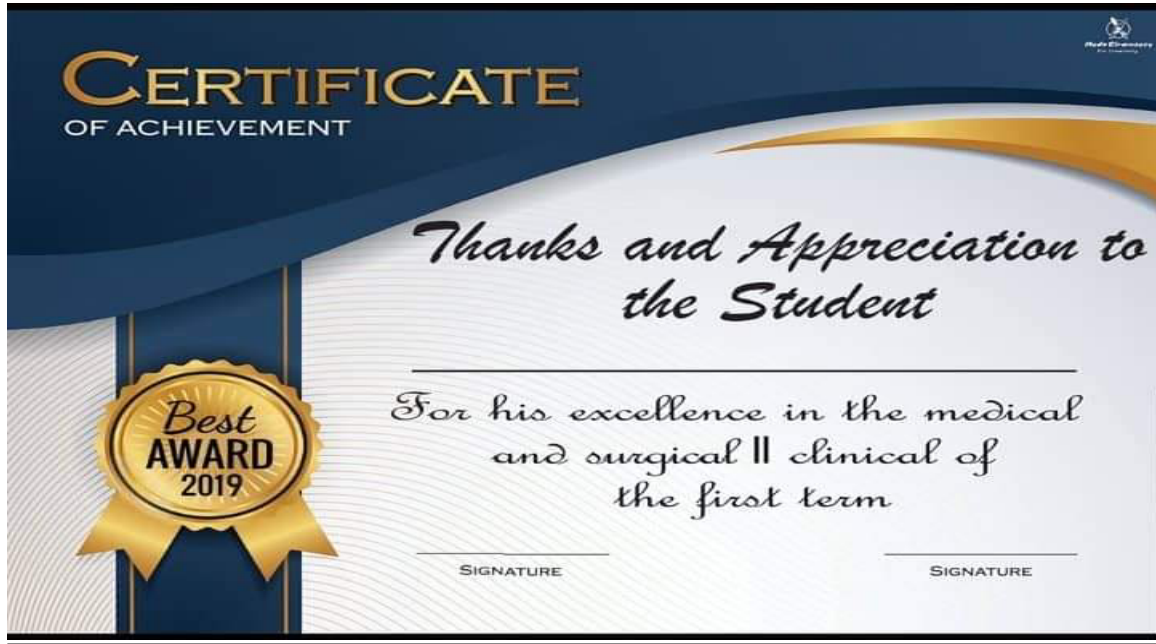 CERTIFICATE
OF ACHIEVEMENT
Thanks and Appreciation to
the Student
For his excellence in the medical
and surgical II clinical of
the first term
Best
AWARD
2019
SIGNATURE
SIGNATURE